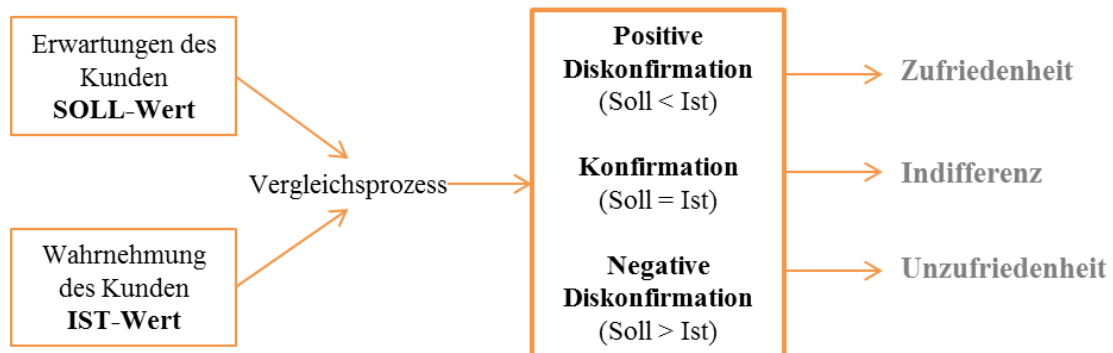 Erwartungen des
Kunden
SOLL-Wert
Wahrnehmung
des Kunden
IST-Wert
Vergleichsprozess
Positive
Diskonfirmation
(Soll < Ist)
Konfirmation
(Soll = Ist)
Negative
Diskonfirmation
(Soll > Ist)
Zufriedenheit
Indifferenz
Unzufriedenheit